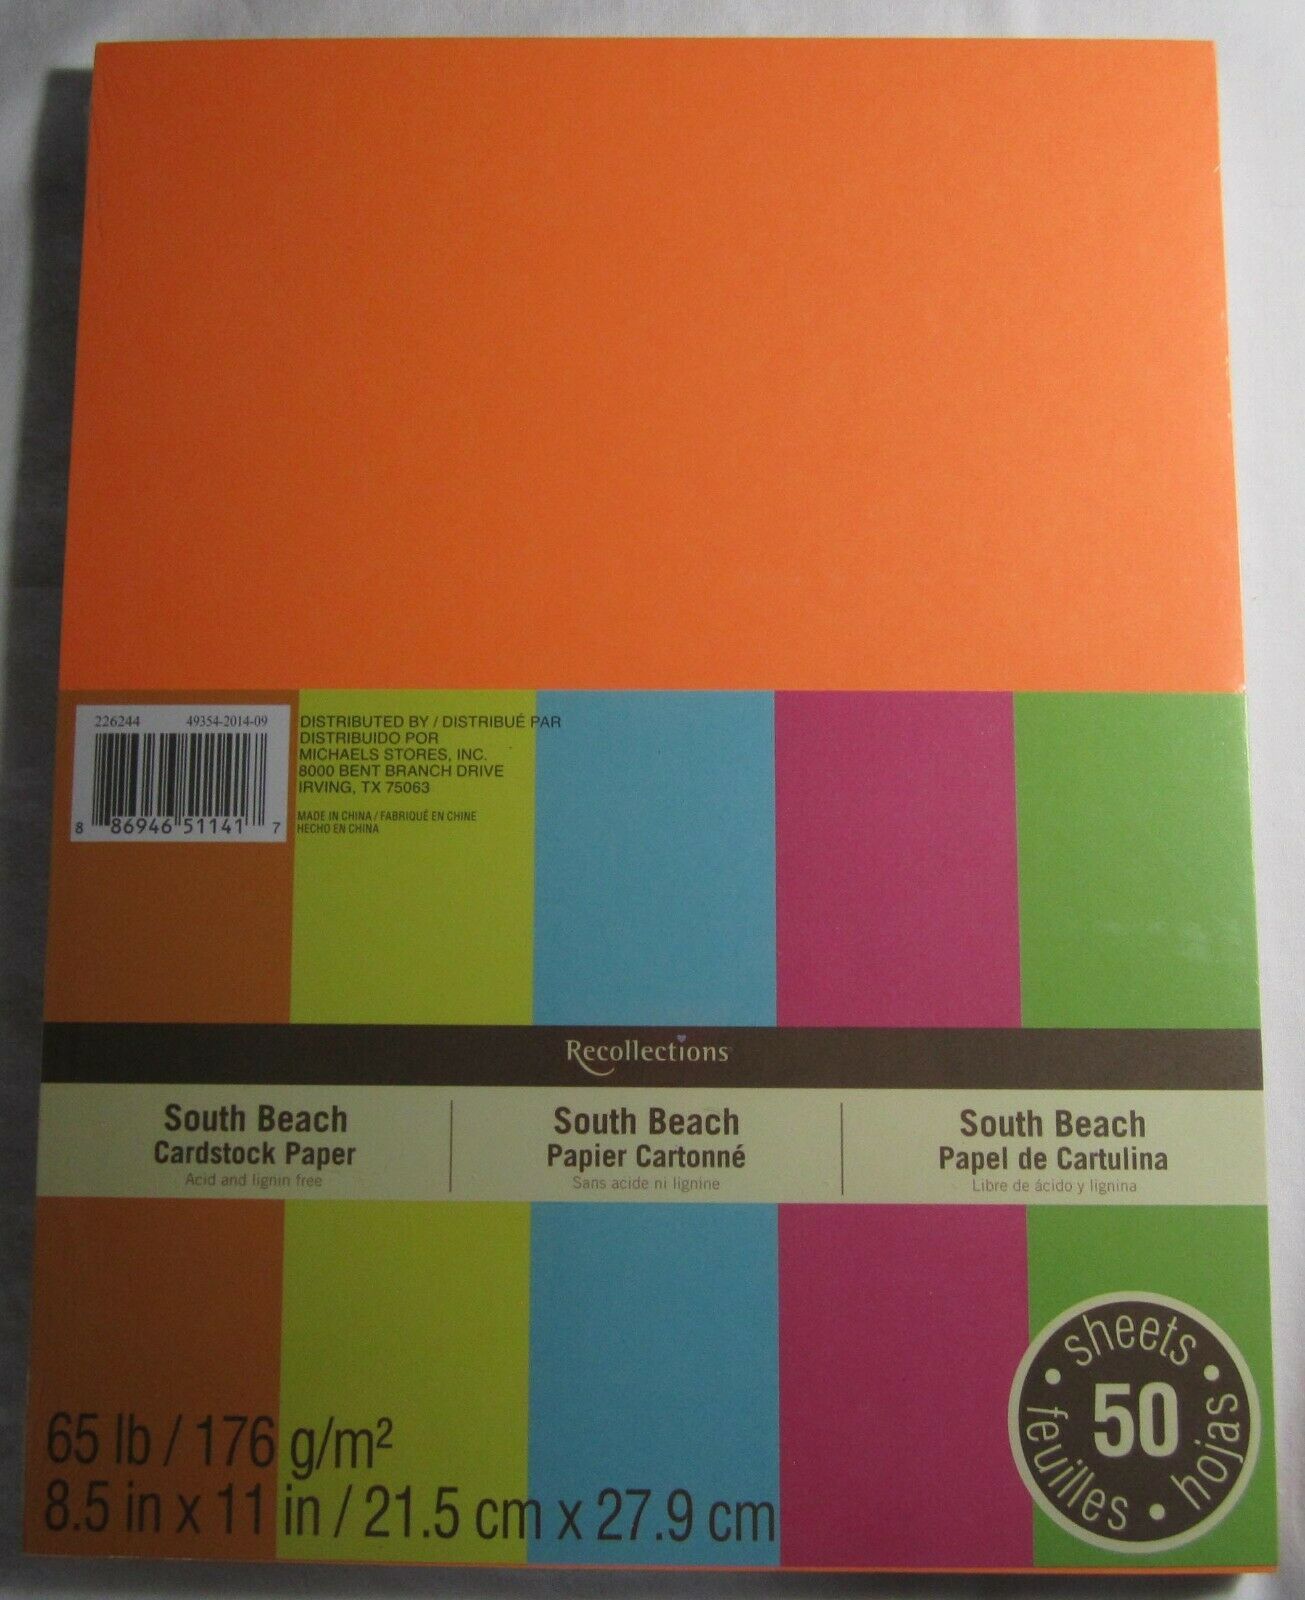 226244 49354-2014-09
8 86946 51141 7
DISTRIBUTED BY / DISTRIBUÉ PAR
DISTRIBUIDO POR
MICHAELS STORES, INC.
8000 BENT BRANCH DRIVE
IRVING, TX 75063
MADE IN CHINA / FABRIQUÉ EN CHINE
HECHO EN CHINA
Recollections
South Beach
Cardstock Paper
Acid and lignin free
South Beach
Papier Cartonné
Sans acide ni lignine
South Beach
Papel de Cartulina
Libre de ácido y lignina
65 lb / 176 g/m²
8.5 in x 11 in / 21.5 cm x 27.9 cm
• sheets •
50
feuilles • hojas